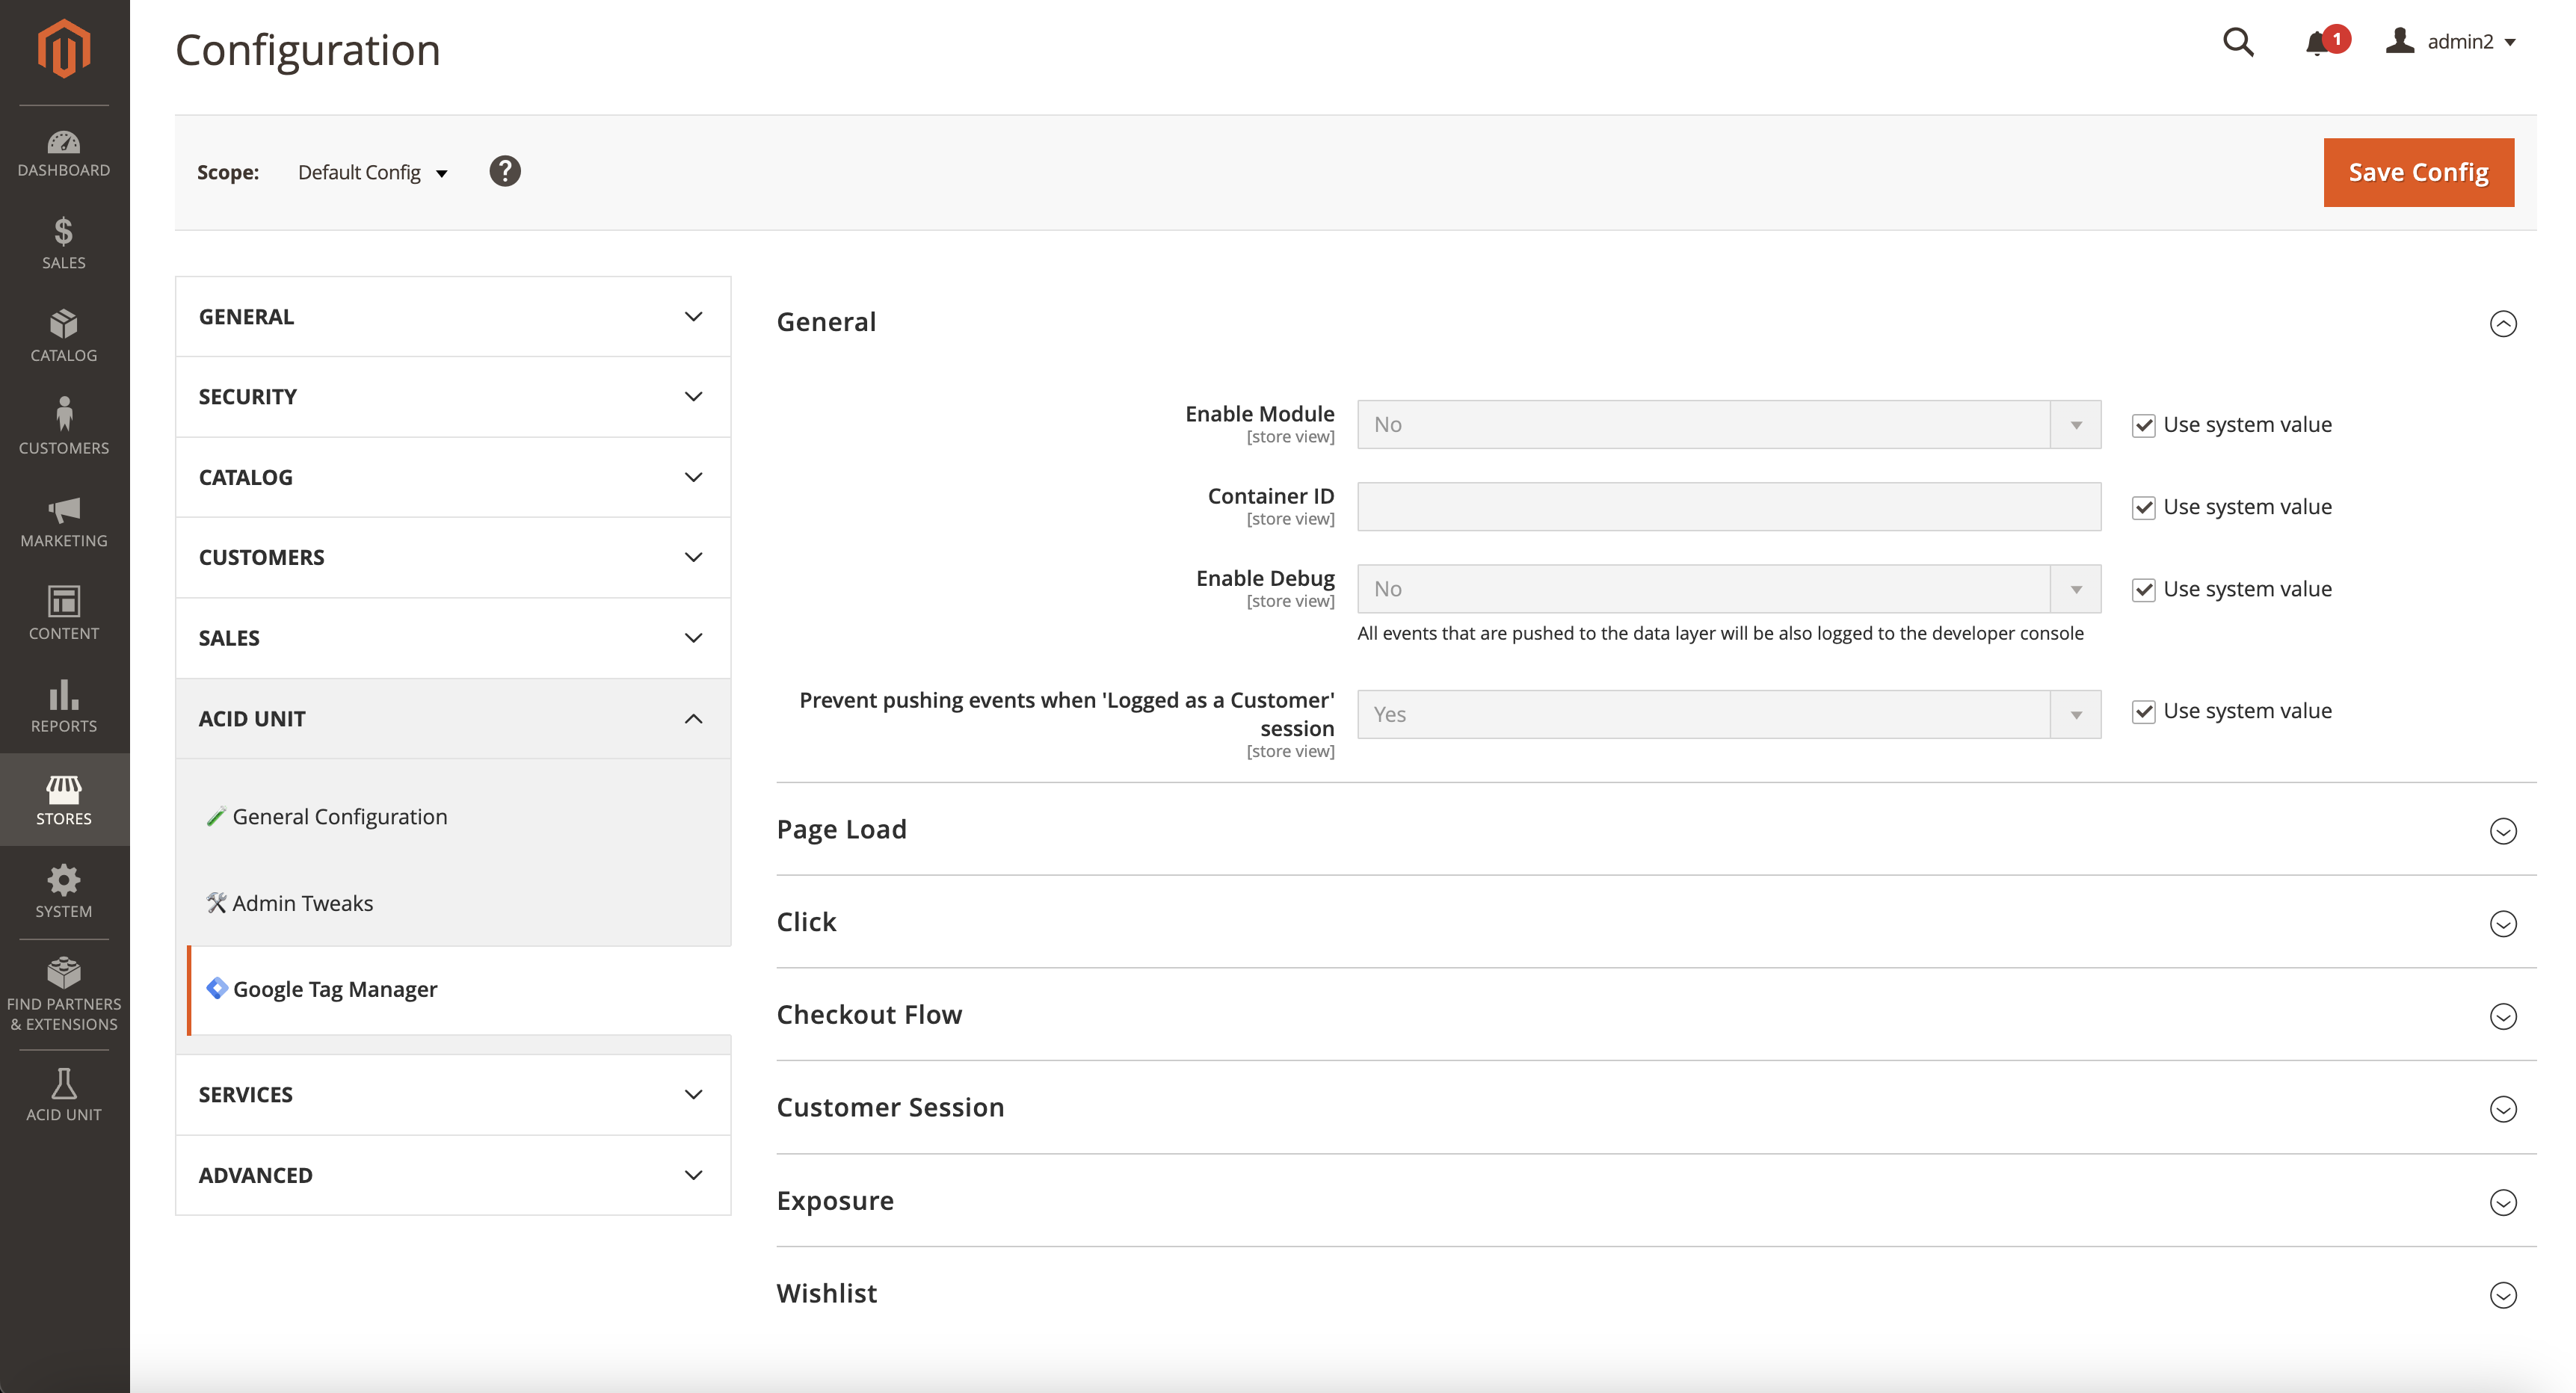 Configuration
1
admin2
Scope:
Default Config
?
Save Config
DASHBOARD
$
SALES
CATALOG
CUSTOMERS
MARKETING
CONTENT
REPORTS
STORES
SYSTEM
FIND PARTNERS
& EXTENSIONS
ACID UNIT
GENERAL
SECURITY
CATALOG
CUSTOMERS
SALES
ACID UNIT
General Configuration
Admin Tweaks
Google Tag Manager
SERVICES
ADVANCED
General
Enable Module
[store view]
No
Use system value
Container ID
[store view]
Use system value
Enable Debug
[store view]
No
Use system value
All events that are pushed to the data layer will be also logged to the developer console
Prevent pushing events when 'Logged as a Customer'
session
[store view]
Yes
Use system value
Page Load
Click
Checkout Flow
Customer Session
Exposure
Wishlist